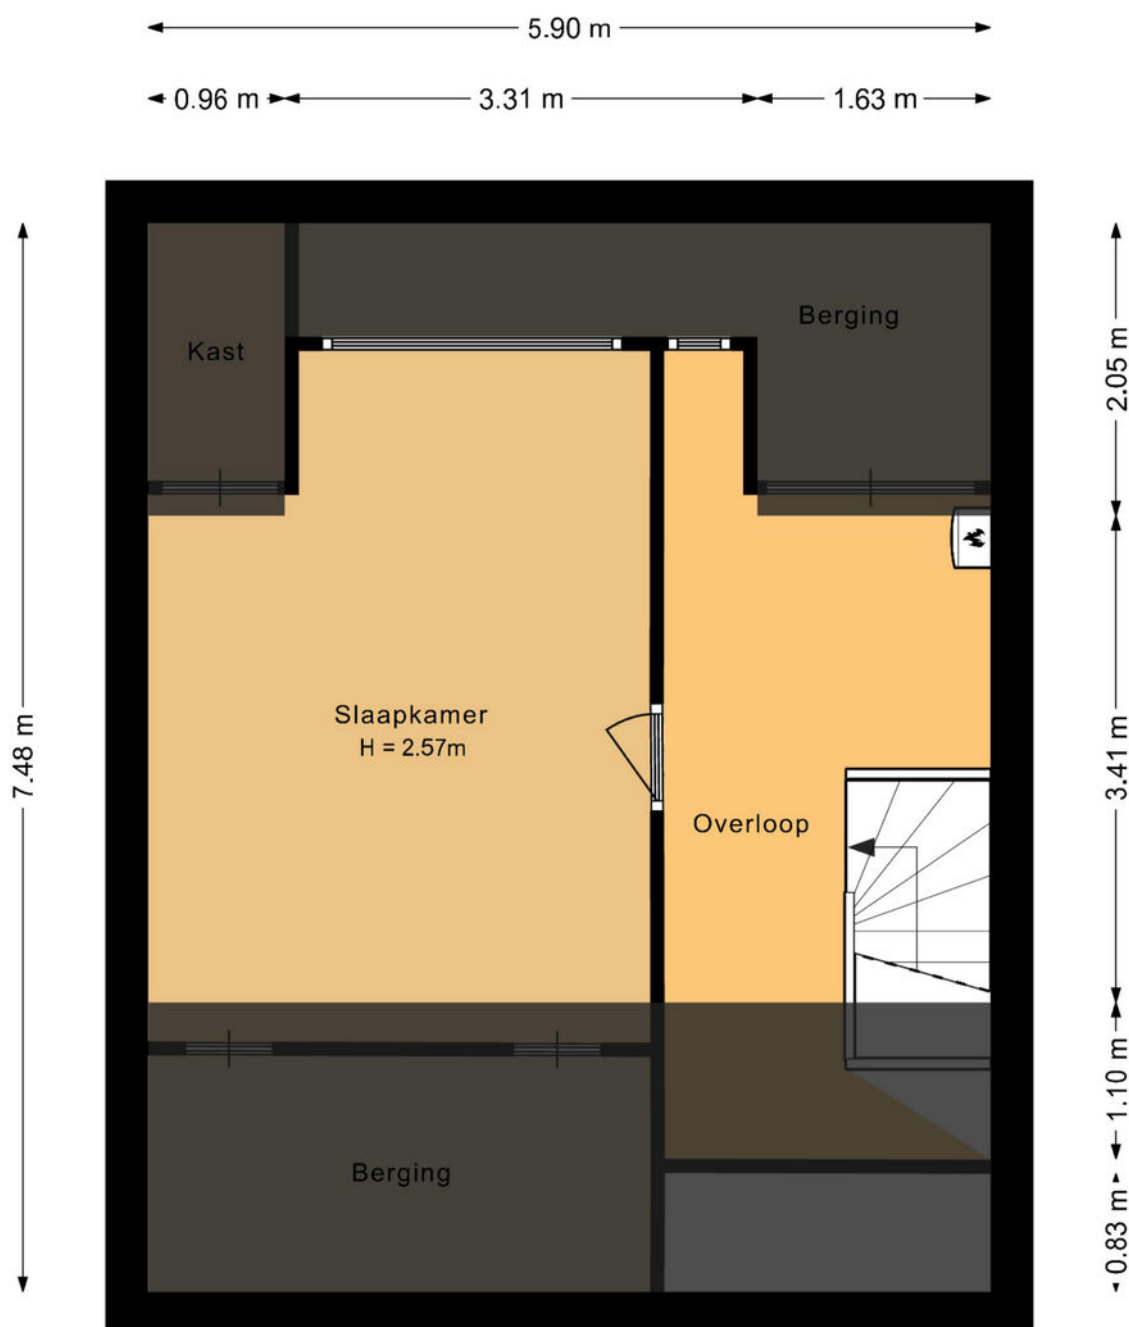 5.90 m
0.96 m
3.31 m
1.63 m
Berging
Kast
2.05 m
Slaapkamer
H = 2.57m
7.48 m
3.41 m
Overloop
1.10 m
Berging
0.83 m